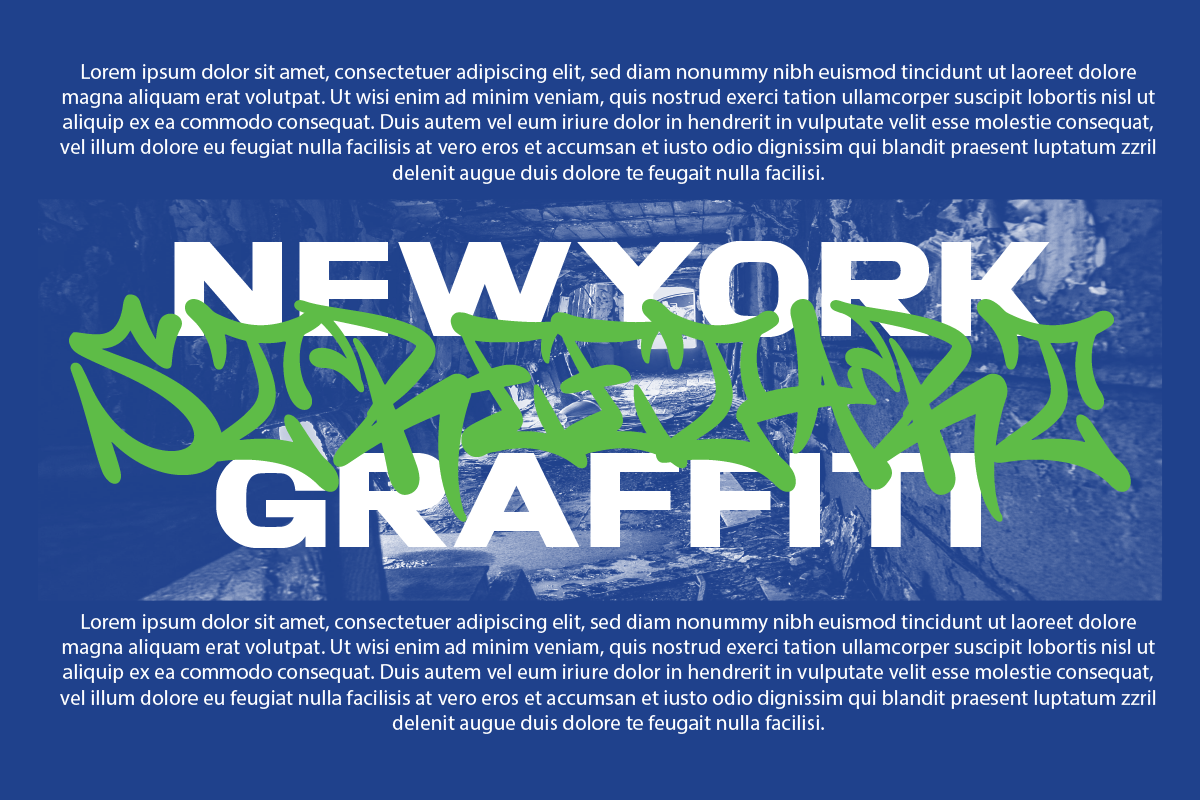 Lorem ipsum dolor sit amet, consectetuer adipiscing elit, sed diam nonummy nibh euismod tincidunt ut laoreet dolore
magna aliquam erat volutpat. Ut wisi enim ad minim veniam, quis nostrud exerci tation ullamcorper suscipit lobortis nisl ut
aliquip ex ea commodo consequat. Duis autem vel eum iriure dolor in hendrerit in vulputate velit esse molestie consequat,
vel illum dolore eu feugiat nulla facilisis at vero eros et accumsan et iusto odio dignissim qui blandit praesent luptatum zzril
delenit augue duis dolore te feugait nulla facilisi.
NEWYORK
STREETART
GRAFFITI
Lorem ipsum dolor sit amet, consectetuer adipiscing elit, sed diam nonummy nibh euismod tincidunt ut laoreet dolore
magna aliquam erat volutpat. Ut wisi enim ad minim veniam, quis nostrud exerci tation ullamcorper suscipit lobortis nisl ut
aliquip ex ea commodo consequat. Duis autem vel eum iriure dolor in hendrerit in vulputate velit esse molestie consequat,
vel illum dolore eu feugiat nulla facilisis at vero eros et accumsan et iusto odio dignissim qui blandit praesent luptatum zzril
delenit augue duis dolore te feugait nulla facilisi.